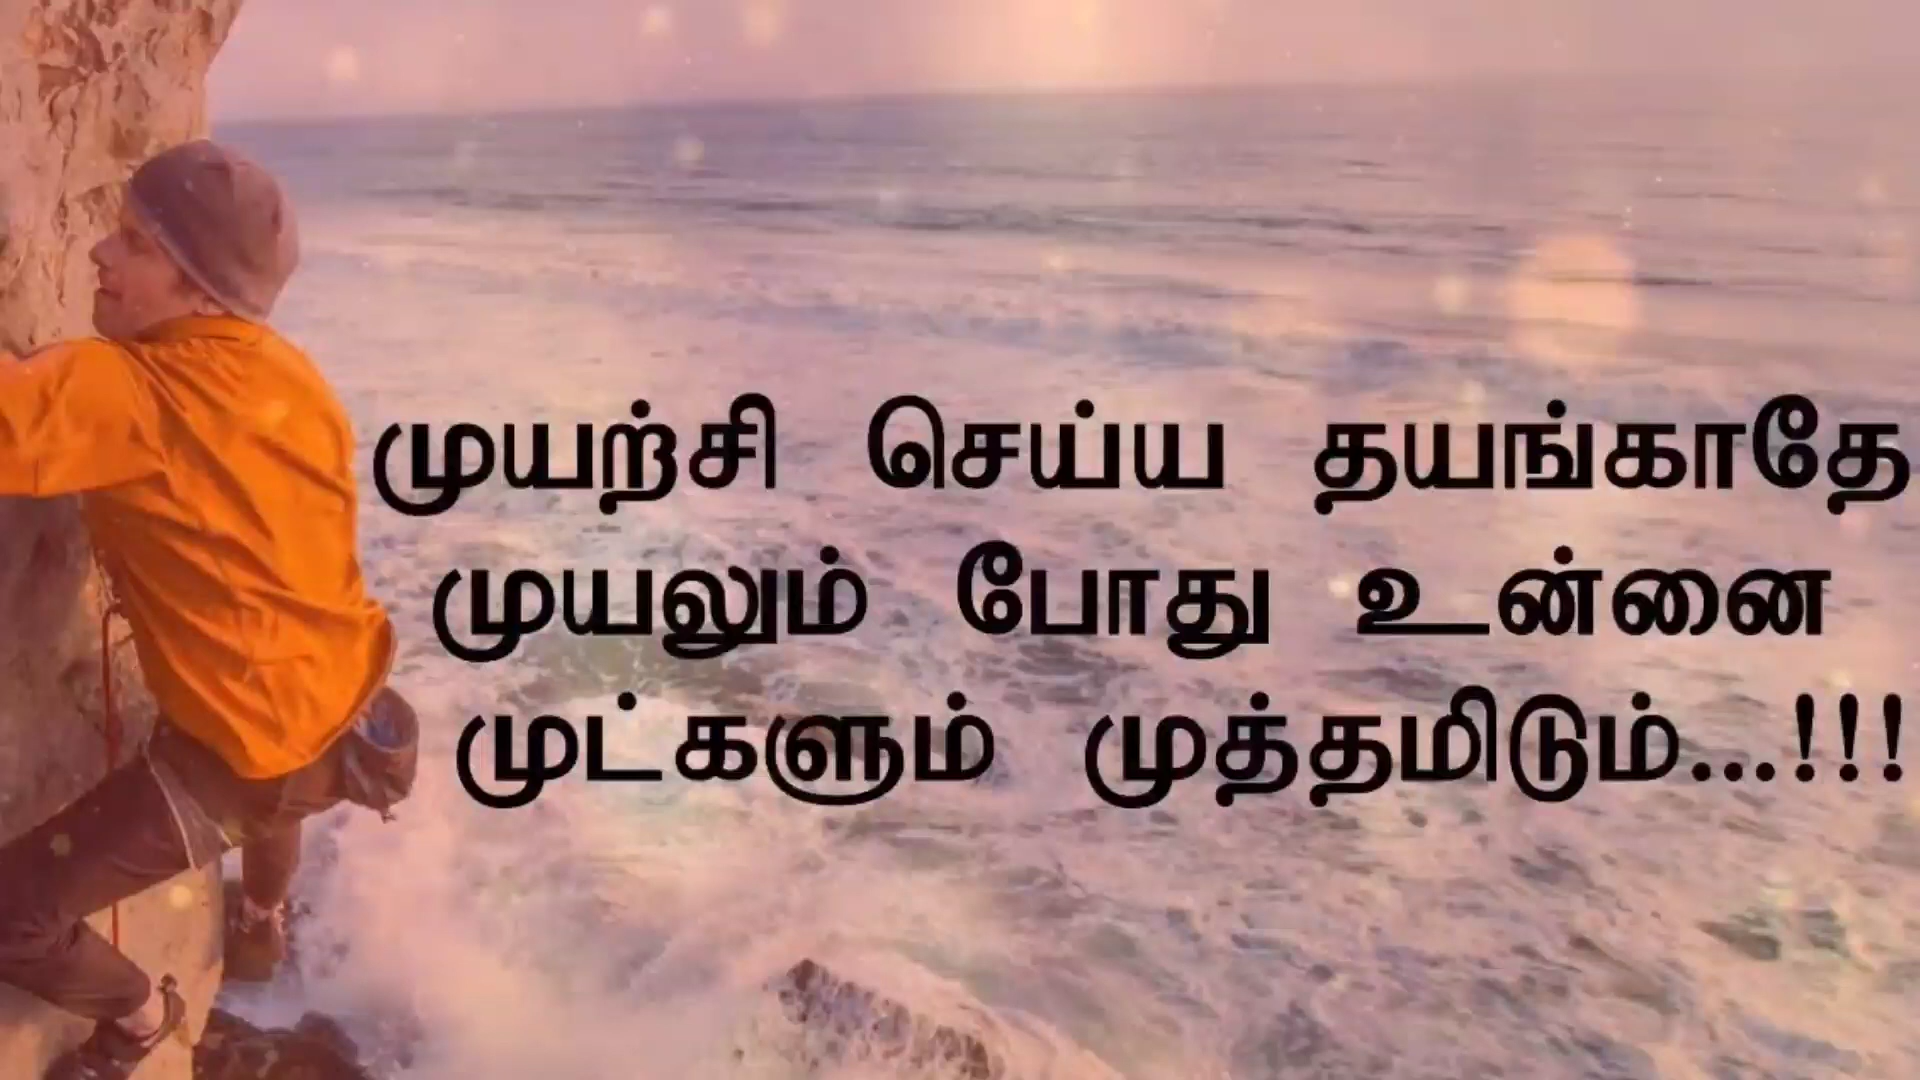 முயற்சி செய்ய தயங்காதே
முயலும் போது உன்னை
முட்களும் முத்தமிடும்...!!!